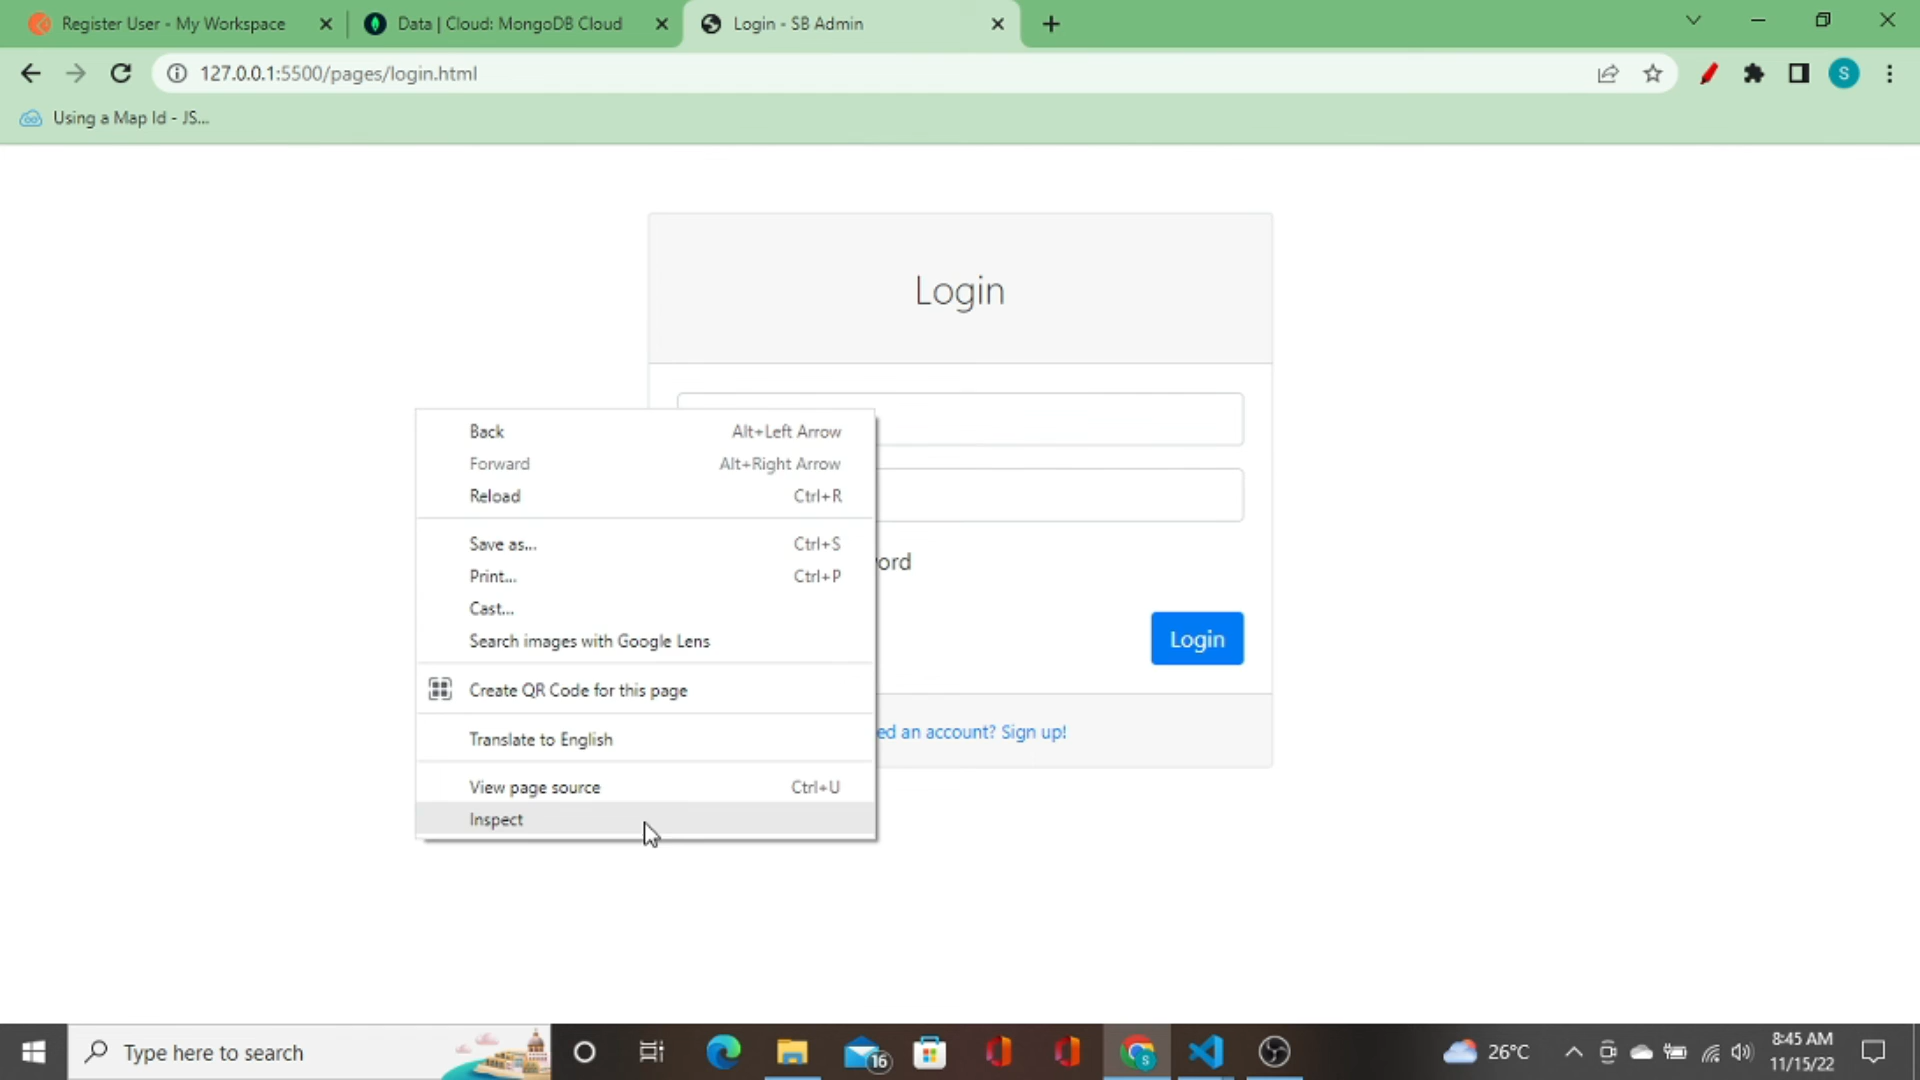 Register User - My Workspace
Data | Cloud: MongoDB Cloud
Login - SB Admin
127.0.0.1:5500/pages/login.html
S
Using a Map Id - JS...
Login
Back Alt+Left Arrow
Forward Alt+Right Arrow
Reload Ctrl+R
Save as... Ctrl+S
Print... Ctrl+P
ord
Cast...
Search images with Google Lens
Login
Create QR Code for this page
Translate to English
ed an account? Sign up!
View page source Ctrl+U
Inspect
Type here to search
16
S
26°C
8:45 AM
11/15/22